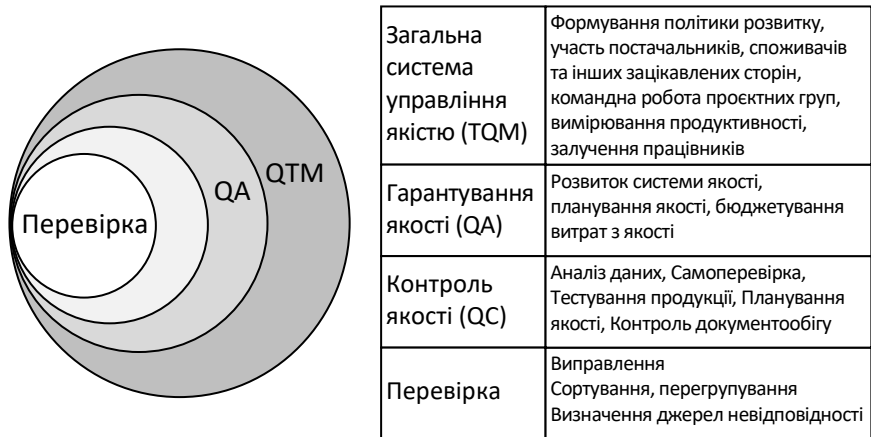 Перевірка
QA
QTM
Загальна
система
управління
якістю (TQM)
Формування політики розвитку,
участь постачальників, споживачів
та інших зацікавлених сторін,
командна робота проєктних груп,
вимірювання продуктивності,
залучення працівників
Гарантування
якості (QA)
Розвиток системи якості,
планування якості, бюджетування
витрат з якості
Контроль
якості (QC)
Аналіз даних, Самоперевірка,
Тестування продукції, Планування
якості, Контроль документообігу
Перевірка
Виправлення
Сортування, перегрупування
Визначення джерел невідповідності